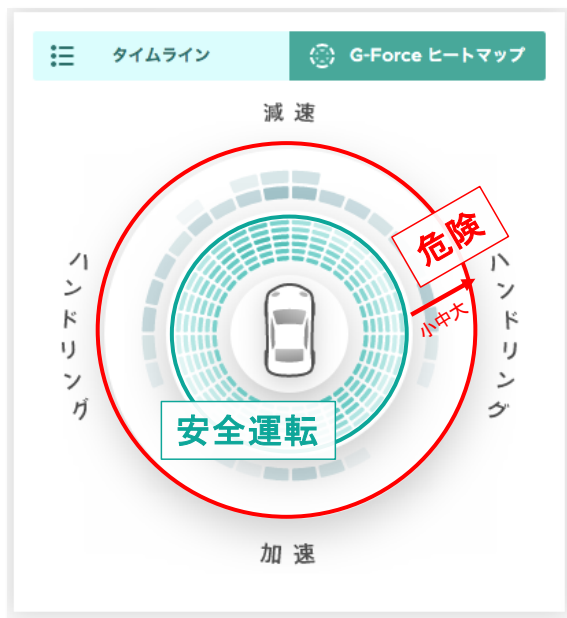 タイムライン
G-Force ヒートマップ
減速
危険
小中大
ハンドリング
ハンドリング
安全運転
加速